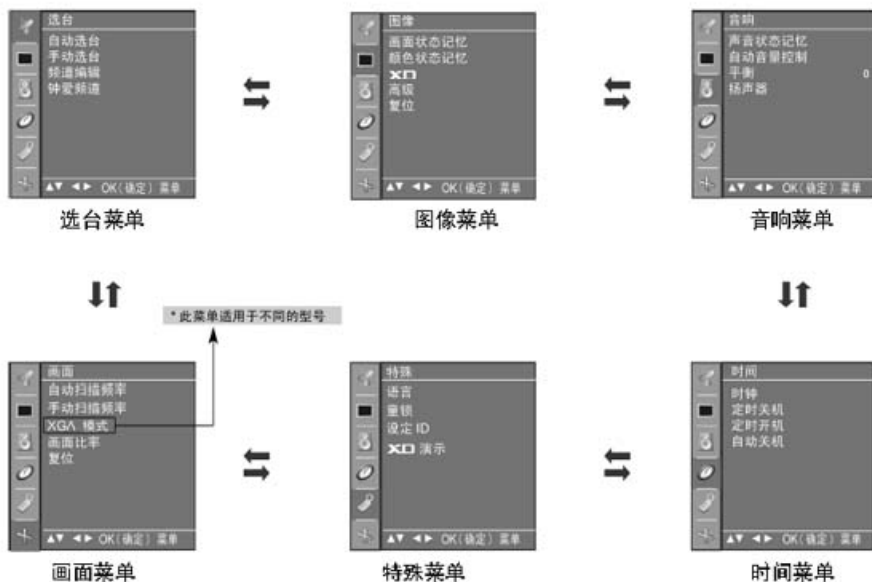 选台
自动选台
手动选台
频道编辑
钟爱频道
▲▼ ◀▶ OK(确定) 菜单
选台菜单
图像
画面状态记忆
颜色状态记忆
XD
高级
复位
▲▼ ◀▶ OK(确定) 菜单
图像菜单
音响
声音状态记忆
自动音量控制
平衡 0
扬声器
▲▼ ◀▶ OK(确定) 菜单
音响菜单
*此菜单适用于不同的型号
画面
自动扫描频率
手动扫描频率
XGA 模式
画面比率
复位
▲▼ ◀▶ OK(确定) 菜单
画面菜单
特殊
语言
童锁
设定 ID
XD 演示
▲▼ ◀▶ OK(确定) 菜单
特殊菜单
时间
时钟
定时关机
定时开机
自动关机
▲▼ ◀▶ OK(确定) 菜单
时间菜单